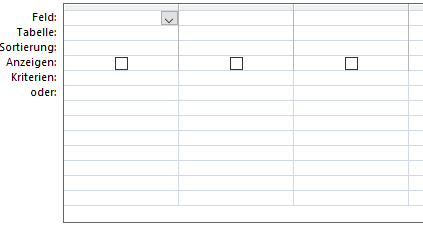 Feld:
Tabelle:
Sortierung:
Anzeigen:
Kriterien:
oder: